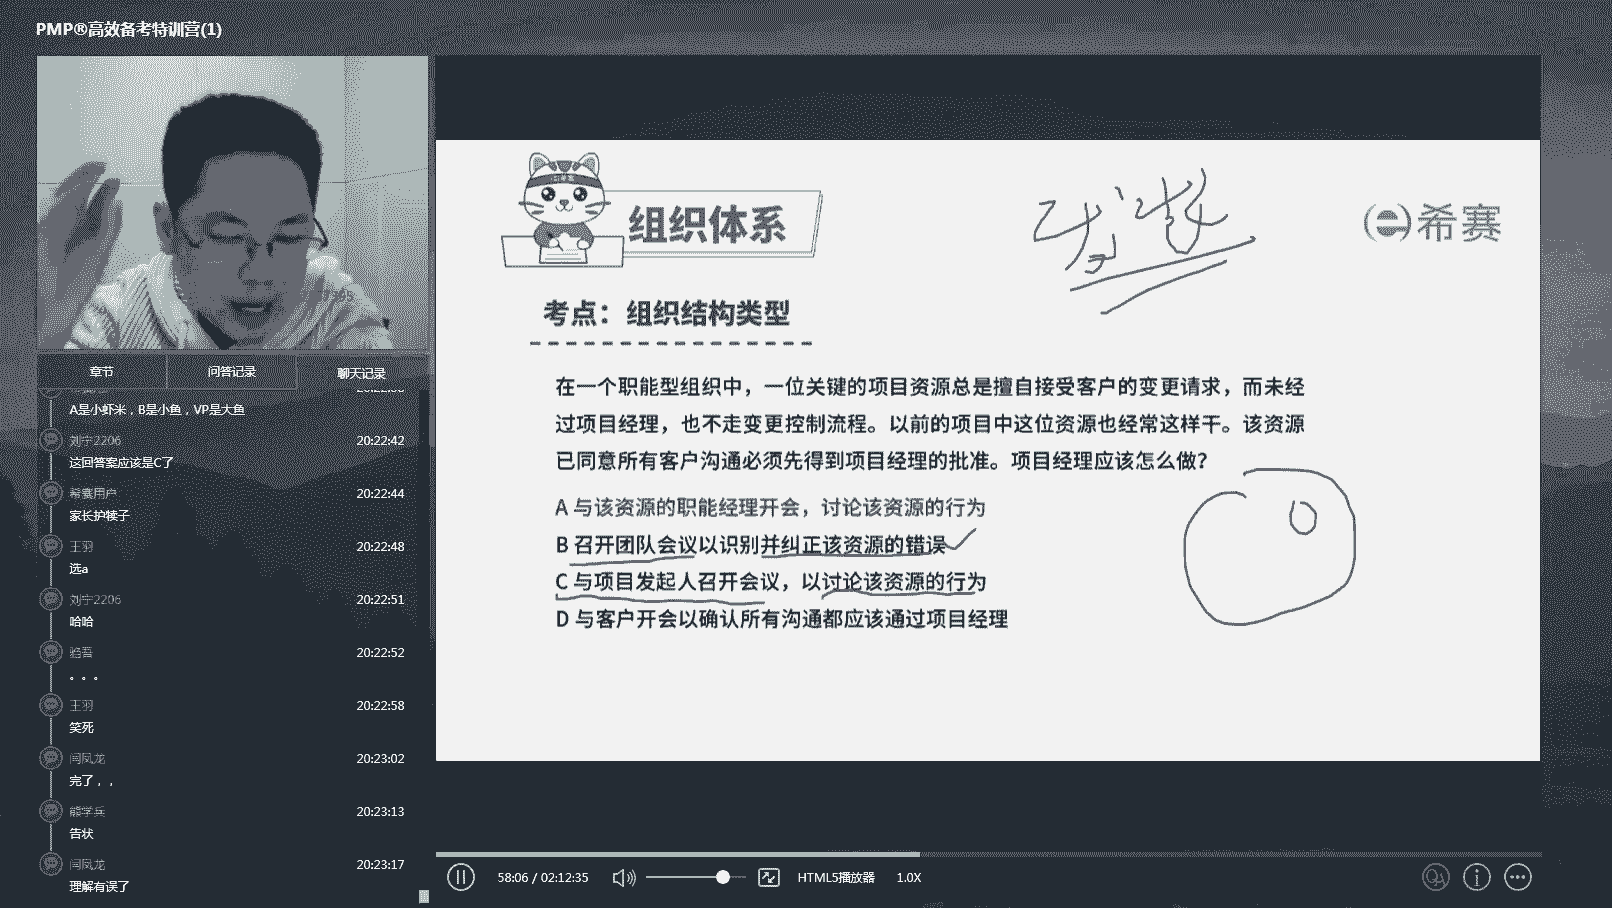 PMP®高效备考特训营(1)
章节
问答记录
聊天记录
A是小虾米，B是小鱼，VP是大鱼
刘宇2206
20:22:42
这回答案应该是C了
希赛用户
20:22:44
家长护犊子
王羽
20:22:48
选a
刘宇2206
20:22:51
哈哈
20:22:52
。。。
王羽
20:22:58
笑死
闫凤龙
20:23:02
完了，，
熊学兵
20:23:13
告状
闫凤龙
20:23:17
理解有误了
组织体系
希赛
考点：组织结构类型
在一个职能型组织中，一位关键的项目资源总是擅自接受客户的变更请求，而未经
过项目经理，也不走变更控制流程。以前的项目中这位资源也经常这样干。该资源
已同意所有客户沟通必须先得到项目经理的批准。项目经理应该怎么做？
A 与该资源的职能经理开会，讨论该资源的行为
B 召开团队会议以识别并纠正该资源的错误
C 与项目发起人召开会议，以讨论该资源的行为
D 与客户开会以确认所有沟通都应该通过项目经理
58:06 / 02:12:35
HTML5播放器
1.0X